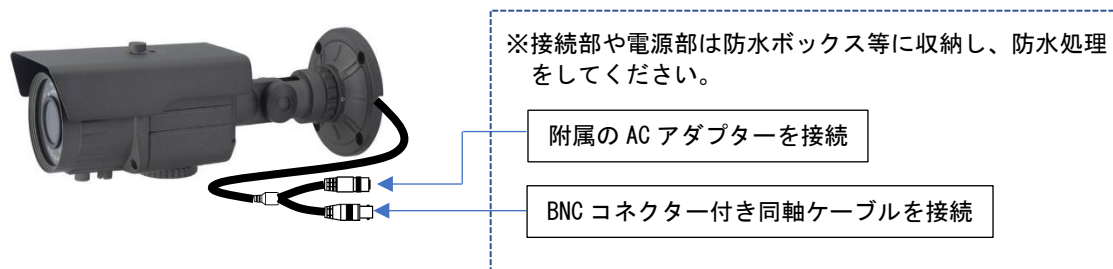 ※接続部や電源部は防水ボックス等に収納し、防水処理
をしてください。
附属の AC アダプターを接続
BNC コネクター付き同軸ケーブルを接続